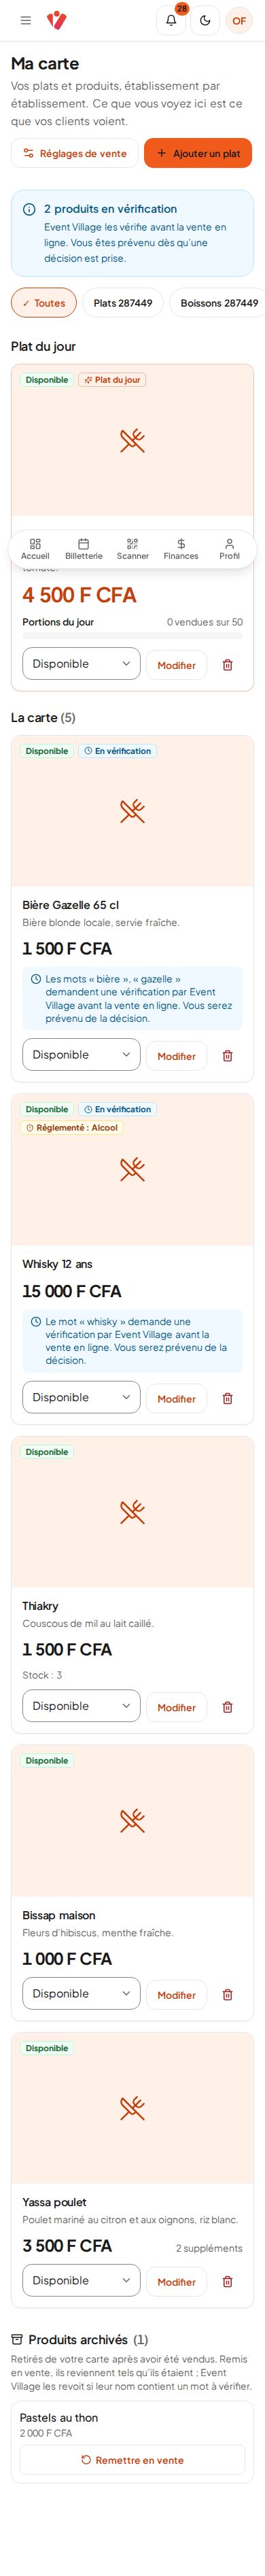 28
OF
Ma carte
Vos plats et produits, établissement par
établissement. Ce que vous voyez ici est ce
que vos clients voient.
Réglages de vente
Ajouter un plat
2 produits en vérification
Event Village les vérifie avant la vente en
ligne. Vous êtes prévenu dès qu’une
décision est prise.
✓ Toutes
Plats 287449
Boissons 287449
Plat du jour
Disponible
Plat du jour
Accueil
Billetterie
Scanner
Finances
Profil
tomate.
4 500 F CFA
Portions du jour
0 vendues sur 50
Disponible
Modifier
La carte (5)
Disponible
En vérification
Bière Gazelle 65 cl
Bière blonde locale, servie fraîche.
1 500 F CFA
Les mots « bière », « gazelle »
demandent une vérification par Event
Village avant la vente en ligne. Vous serez
prévenu de la décision.
Disponible
Modifier
Disponible
En vérification
Réglementé : Alcool
Whisky 12 ans
15 000 F CFA
Le mot « whisky » demande une
vérification par Event Village avant la
vente en ligne. Vous serez prévenu de la
décision.
Disponible
Modifier
Disponible
Thiakry
Couscous de mil au lait caillé.
1 500 F CFA
Stock : 3
Disponible
Modifier
Disponible
Bissap maison
Fleurs d’hibiscus, menthe fraîche.
1 000 F CFA
Disponible
Modifier
Disponible
Yassa poulet
Poulet mariné au citron et aux oignons, riz blanc.
3 500 F CFA
2 suppléments
Disponible
Modifier
Produits archivés (1)
Retirés de votre carte après avoir été vendus. Remis
en vente, ils reviennent tels qu’ils étaient ; Event
Village les revoit si leur nom contient un mot à vérifier.
Pastels au thon
2 000 F CFA
Remettre en vente